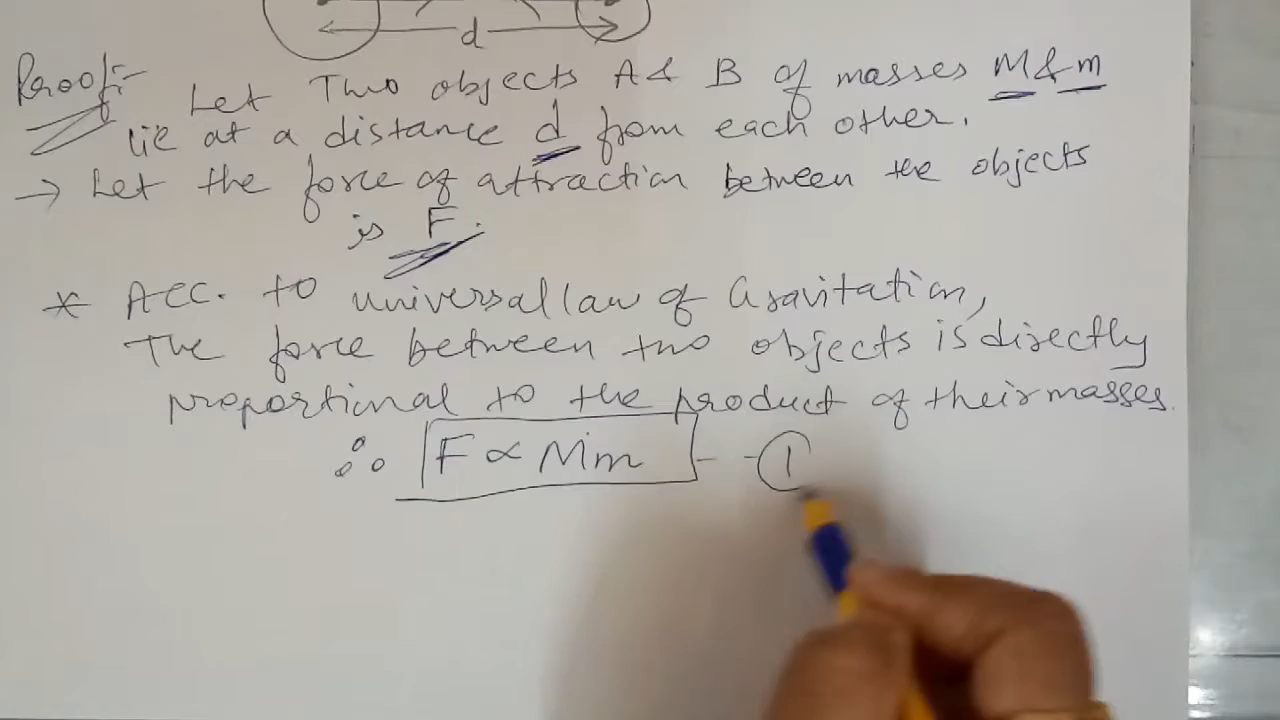 d
Proof:-
Let Two objects A & B of masses M & m
lie at a distance d from each other.
→ Let the force of attraction between the objects
is F.
* Acc. to universal law of Gravitation,
The force between two objects is directly
proportional to the product of their masses.
∴ F ∝ Mm -- ①